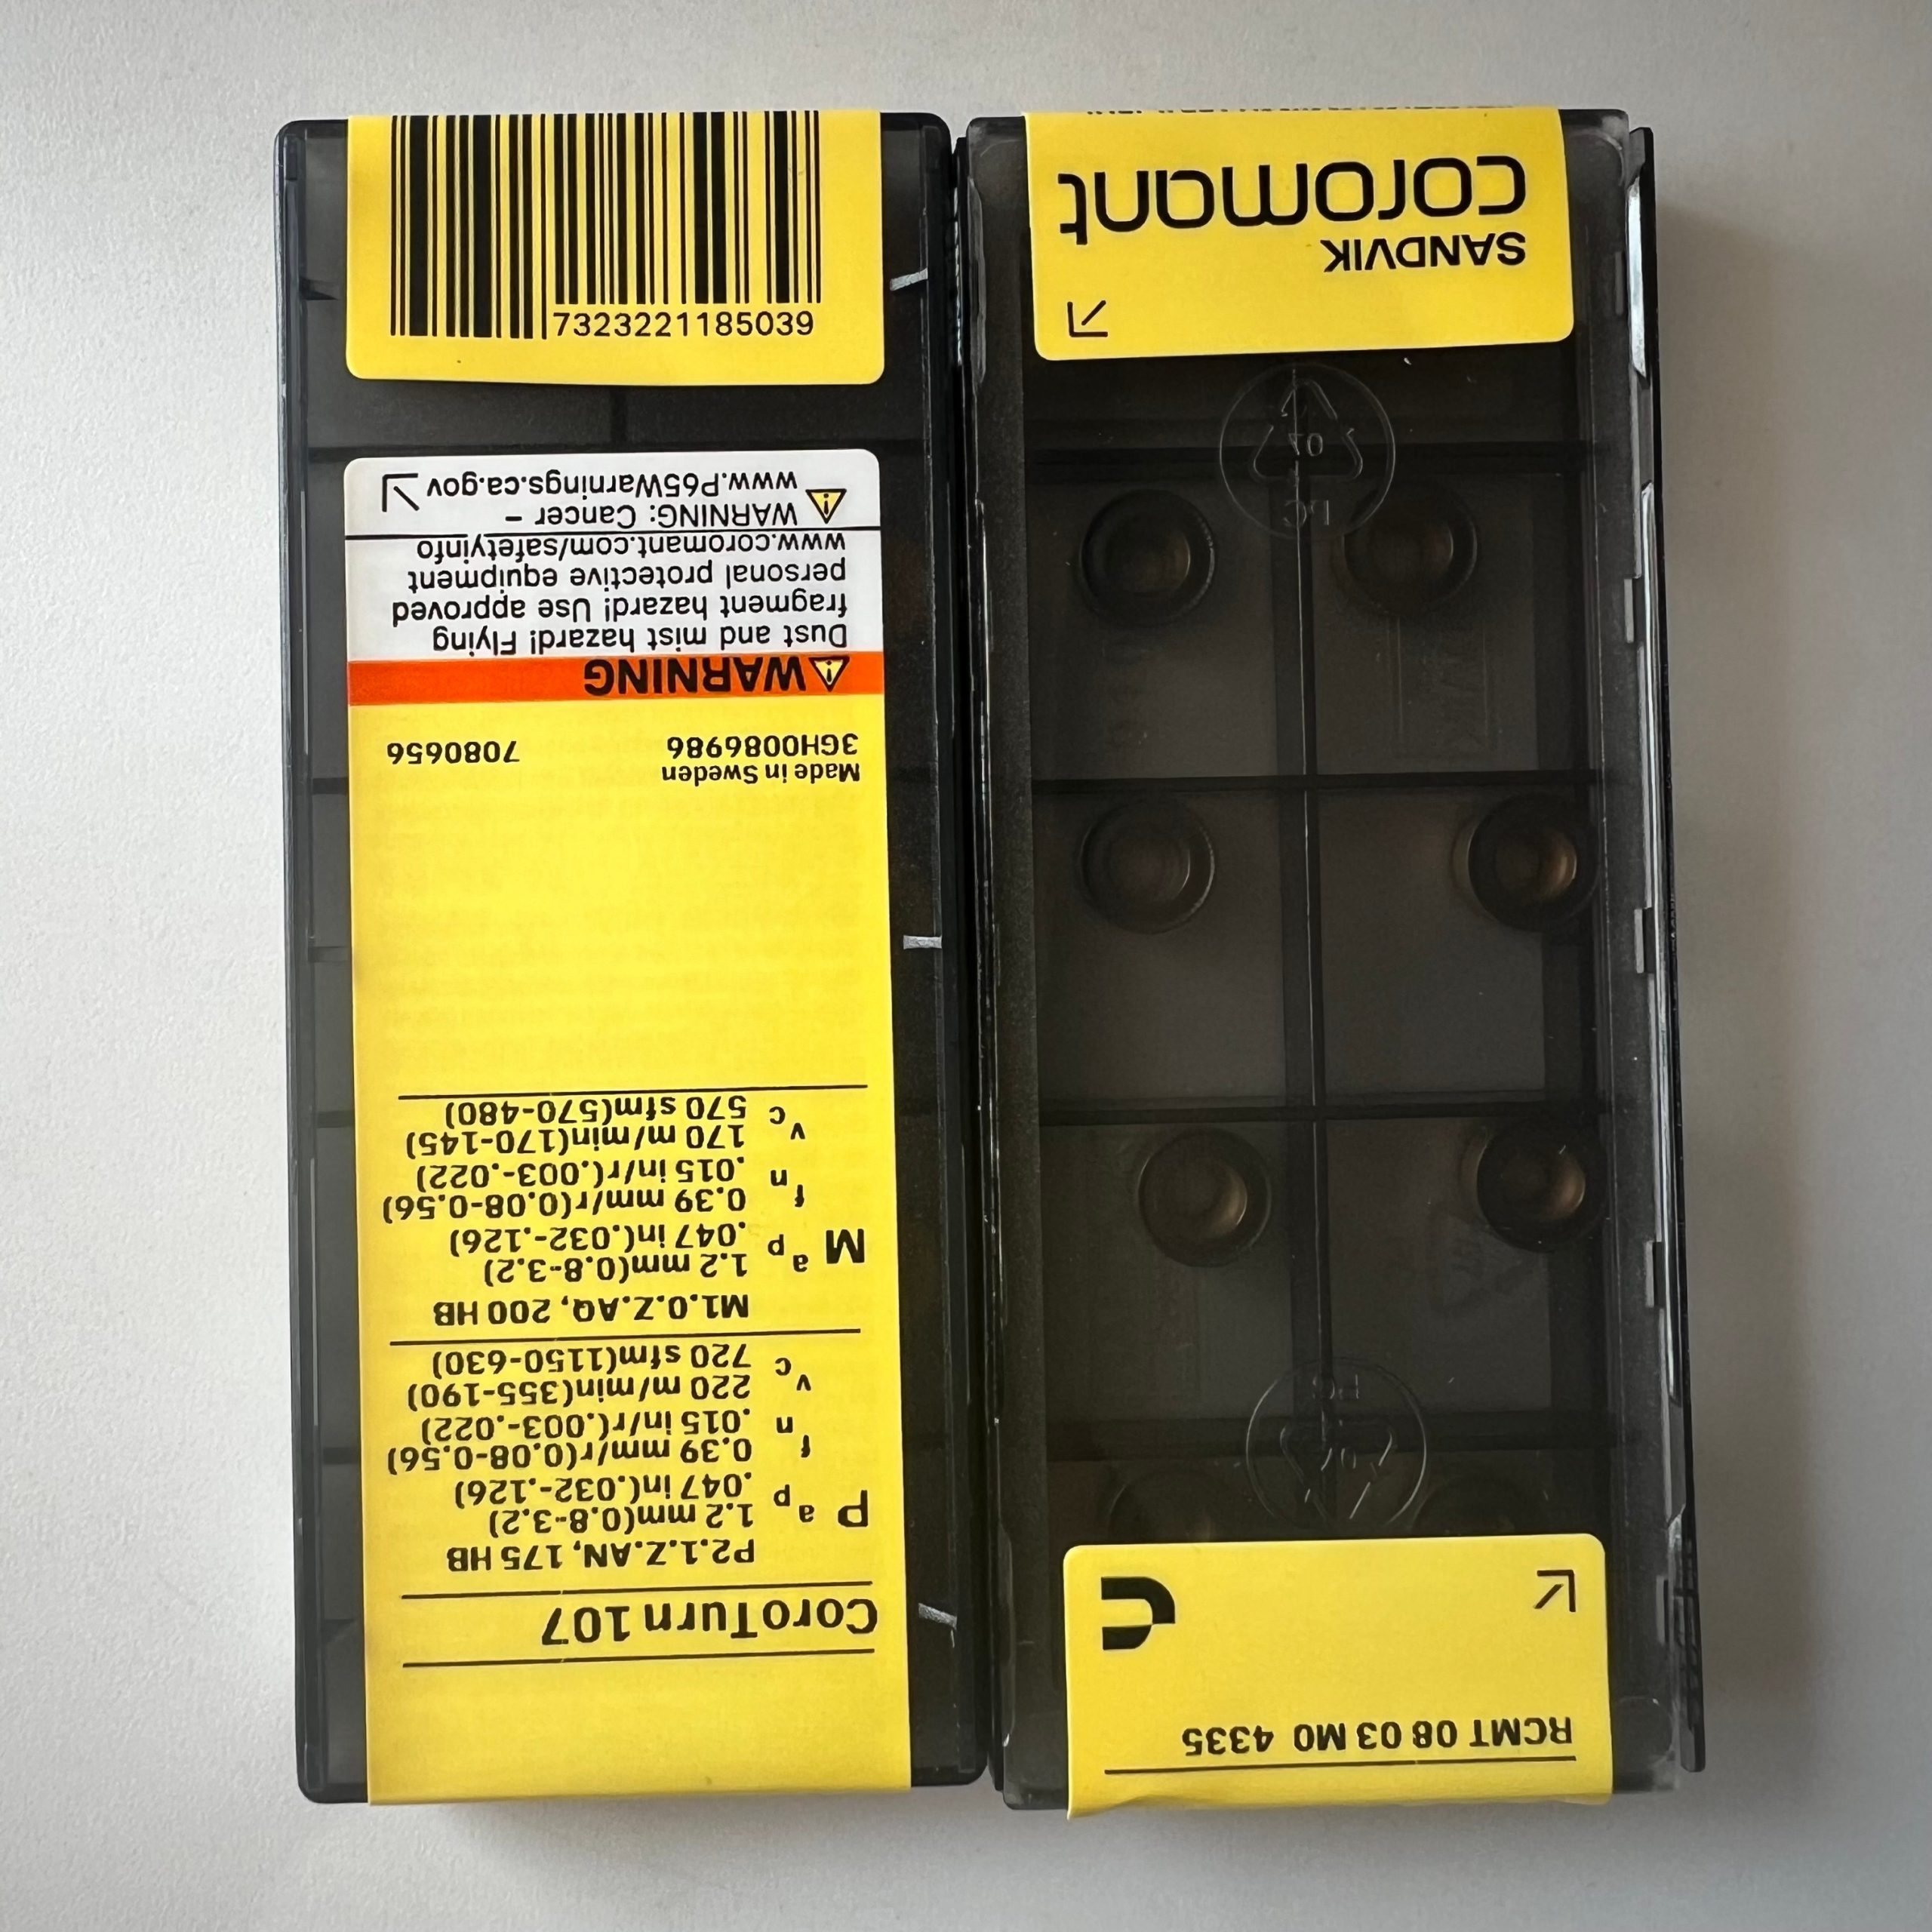 SANDVIK
coromant
RCMT 08 03 M0 4335
CoroTurn 107
P2.1.Z.AN, 175 HB
P ap 1.2 mm(0.8-3.2)
.047 in(.032-.126)
fn 0.39 mm/r(0.08-0.56)
.015 in/r(.003-.022)
vc 220 m/min(355-190)
720 sfm(1150-630)
M1.0.Z.AQ, 200 HB
M ap 1.2 mm(0.8-3.2)
.047 in(.032-.126)
fn 0.39 mm/r(0.08-0.56)
.015 in/r(.003-.022)
vc 170 m/min(170-145)
570 sfm(570-480)
Made in Sweden
3GH0086986 7080656
WARNING
Dust and mist hazard! Flying
fragment hazard! Use approved
personal protective equipment
www.coromant.com/safetyinfo
WARNING: Cancer –
www.P65Warnings.ca.gov
7323221185039
07
PC
07
PC